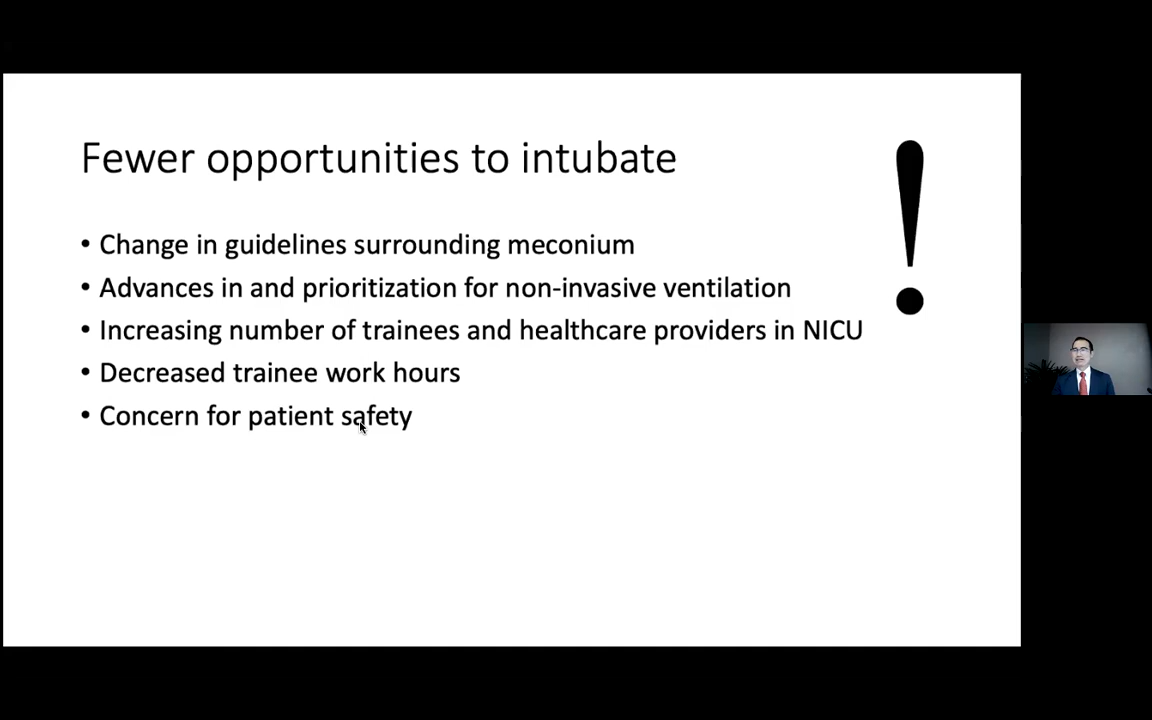 Fewer opportunities to intubate
• Change in guidelines surrounding meconium
• Advances in and prioritization for non-invasive ventilation
• Increasing number of trainees and healthcare providers in NICU
• Decreased trainee work hours
• Concern for patient safety
!